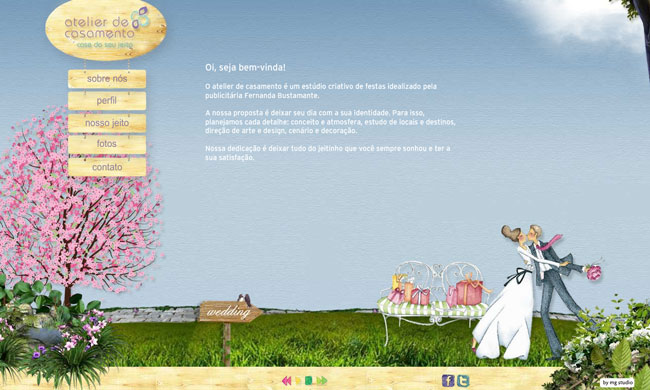 atelier de
casamento
case do seu jeito
sobre nós
perfil
nosso jeito
fotos
contato
Oi, seja bem-vinda!
O atelier de casamento é um estúdio criativo de festas idealizado pela
publicitária Fernanda Bustamante.
A nossa proposta é deixar seu dia com a sua identidade. Para isso,
planejamos cada detalhe: conceito e atmosfera, estudo de locais e destinos,
direção de arte e design, cenário e decoração.
Nossa dedicação é deixar tudo do jeitinho que você sempre sonhou e ter a
sua satisfação.
wedding
by mg studio